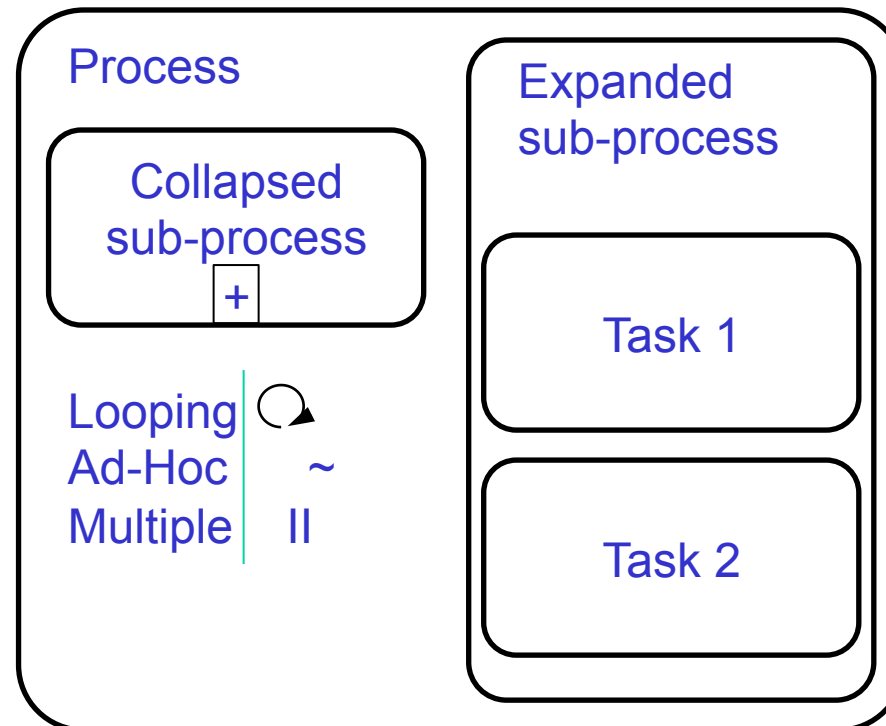 Process
Collapsed
sub-process
+
Looping
Ad-Hoc ~
Multiple II
Expanded
sub-process
Task 1
Task 2